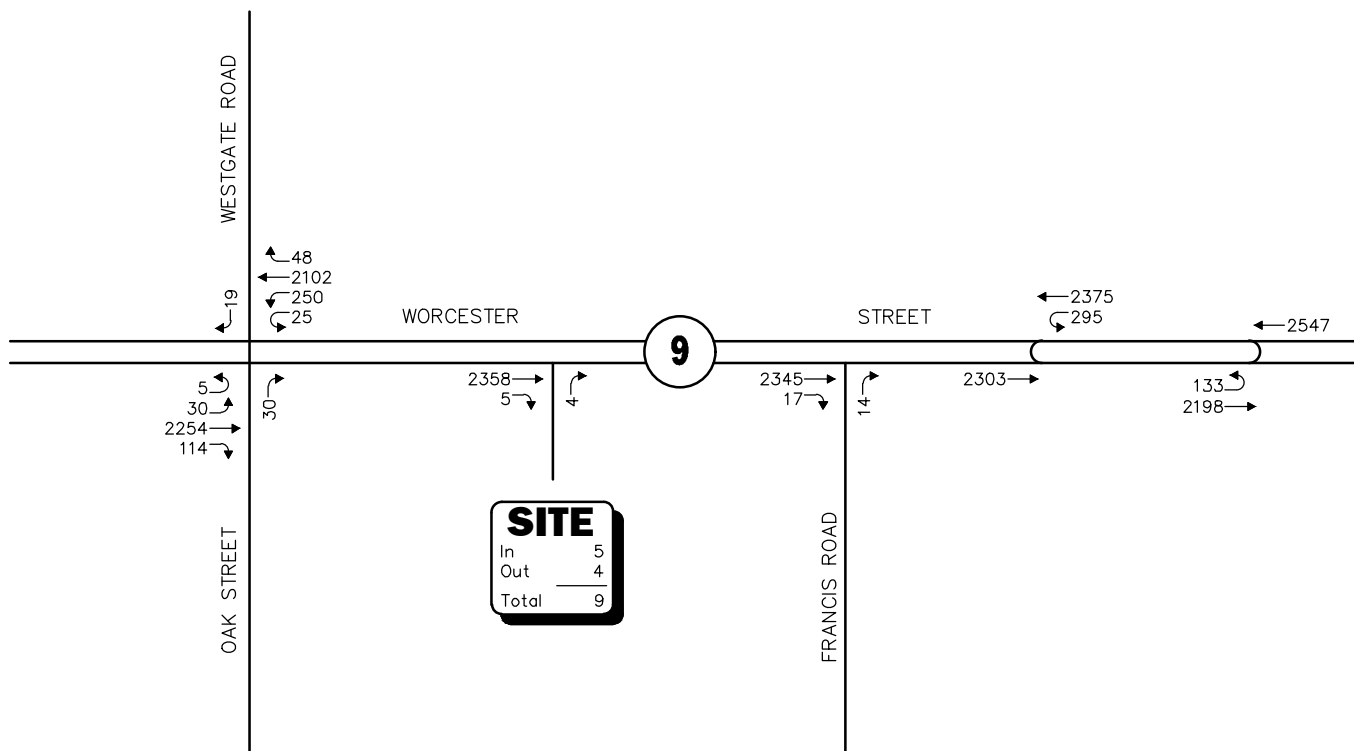 WESTGATE ROAD
48
2102
250
25
19
WORCESTER
9
STREET
2375
295
2547
5
30
2254
114
30
2358
5
4
2345
17
14
2303
133
2198
OAK STREET
SITE
In 5
Out 4
Total 9
FRANCIS ROAD